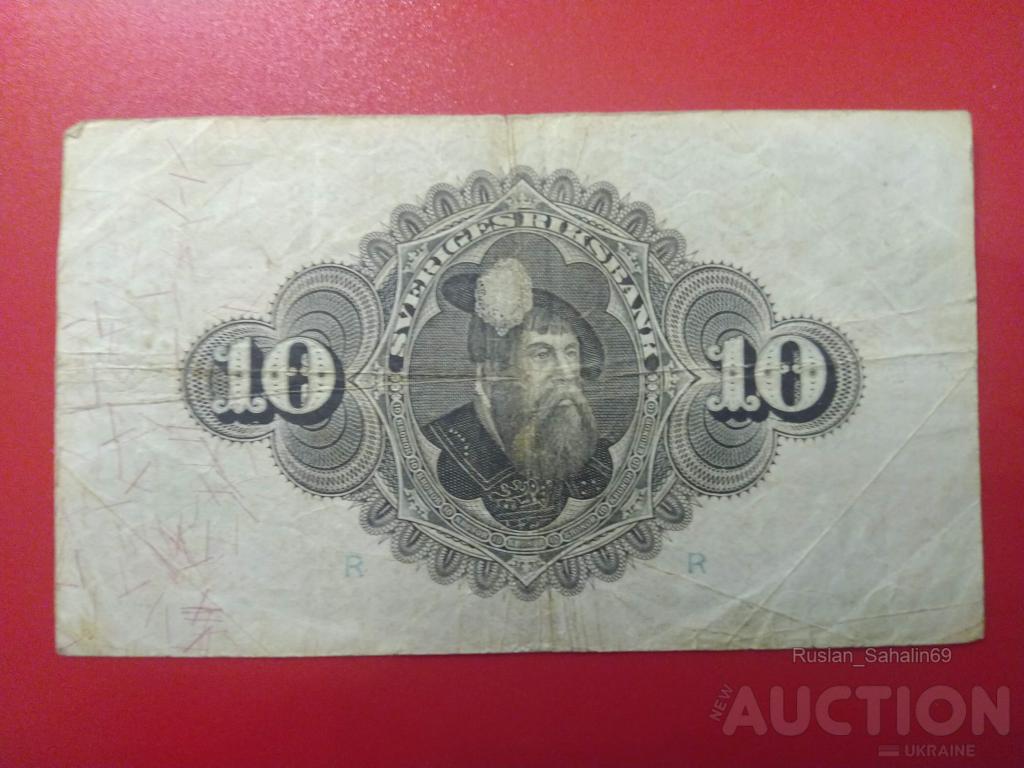 SVERIGES RIKSBANK
10 10
R R
Ruslan_Sahalin69
NEW AUCTION
UKRAINE